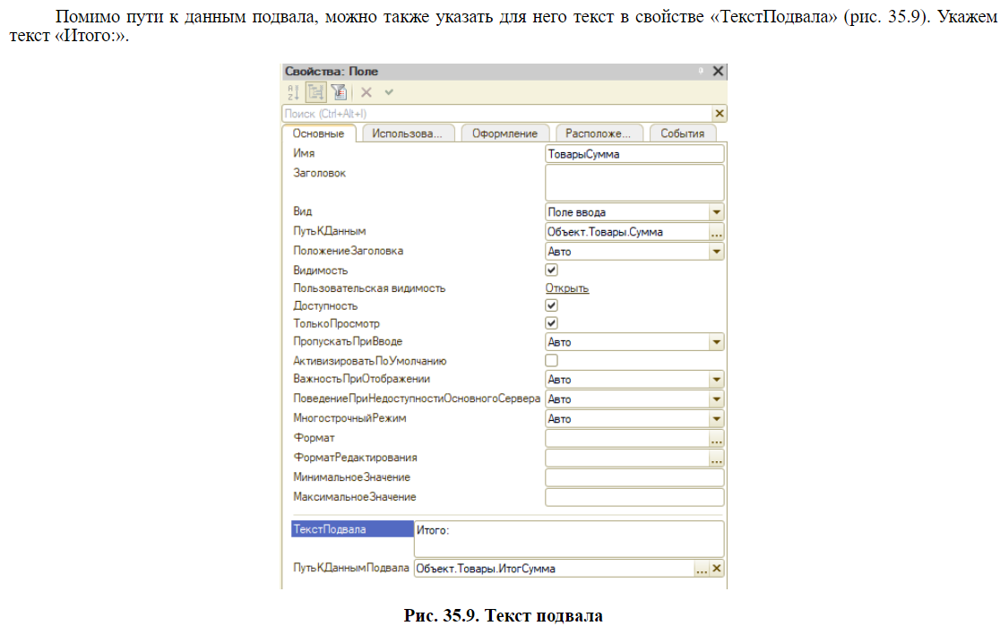 Помимо пути к данным подвала, можно также указать для него текст в свойстве «ТекстПодвала» (рис. 35.9). Укажем
текст «Итого:».
Свойства: Поле
Поиск (Ctrl+Alt+I)
Основные Использова... Оформление Расположе... События
Имя ТоварыСумма
Заголовок
Вид Поле ввода
ПутьКДанным Объект.Товары.Сумма ...
ПоложениеЗаголовка Авто
Видимость
Пользовательская видимость Открыть
Доступность
ТолькоПросмотр
ПропускатьПриВводе Авто
АктивизироватьПоУмолчанию
ВажностьПриОтображении Авто
ПоведениеПриНедоступностиОсновногоСервера Авто
МногострочныйРежим Авто
Формат ...
ФорматРедактирования ...
МинимальноеЗначение
МаксимальноеЗначение
ТекстПодвала Итого:
ПутьКДаннымПодвала Объект.Товары.ИтогСумма ...
Рис. 35.9. Текст подвала